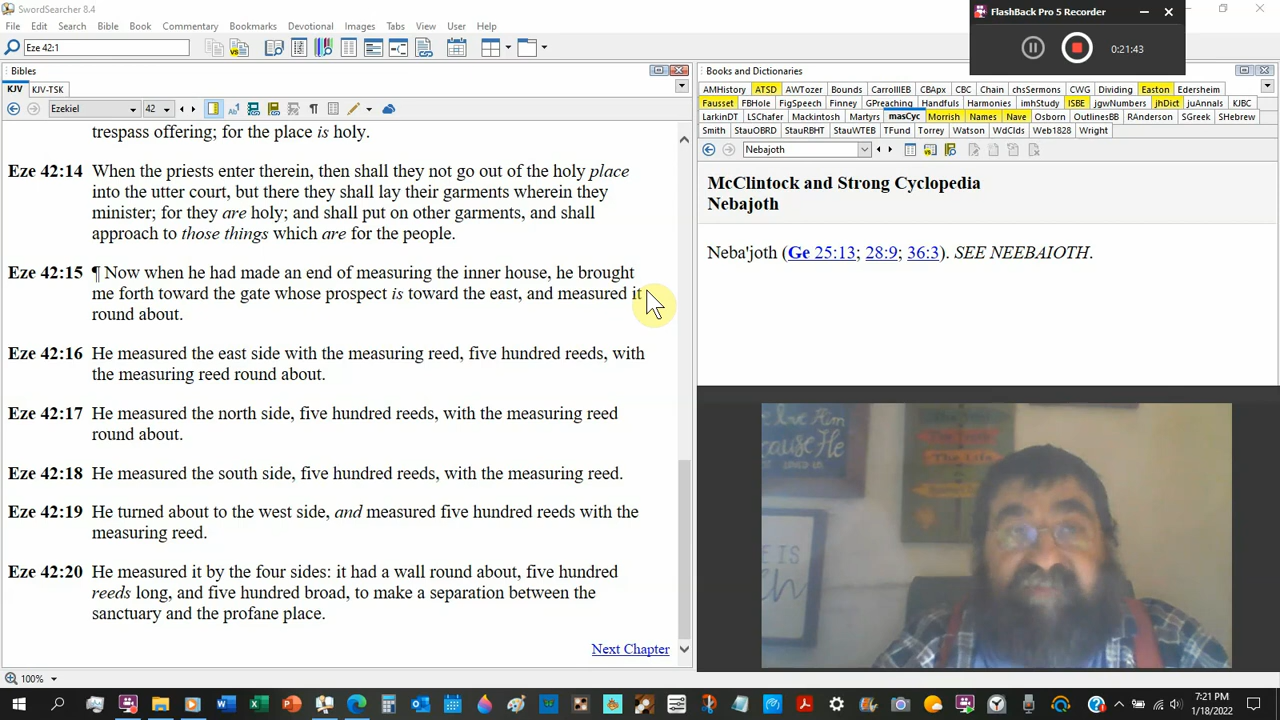 SwordSearcher 8.4
FlashBack Pro 5 Recorder
0:21:43
File Edit Search Bible Book Commentary Bookmarks Devotional Images Tabs View User Help
Eze 42:1
Bibles
KJV KJV-TSK
Ezekiel 42
trespass offering; for the place is holy.
Eze 42:14 When the priests enter therein, then shall they not go out of the holy place
into the utter court, but there they shall lay their garments wherein they
minister; for they are holy; and shall put on other garments, and shall
approach to those things which are for the people.
Eze 42:15 ¶ Now when he had made an end of measuring the inner house, he brought
me forth toward the gate whose prospect is toward the east, and measured it
round about.
Eze 42:16 He measured the east side with the measuring reed, five hundred reeds, with
the measuring reed round about.
Eze 42:17 He measured the north side, five hundred reeds, with the measuring reed
round about.
Eze 42:18 He measured the south side, five hundred reeds, with the measuring reed.
Eze 42:19 He turned about to the west side, and measured five hundred reeds with the
measuring reed.
Eze 42:20 He measured it by the four sides: it had a wall round about, five hundred
reeds long, and five hundred broad, to make a separation between the
sanctuary and the profane place.
Next Chapter
100%
Books and Dictionaries
AMHistory ATSD AWTozer Bounds CarrollEB CBApx CBC Chain chsSermons CWG Dividing Easton Edersheim
Fausset FBHole FigSpeech Finney GPreaching Handfuls Harmonies imhStudy ISBE jgwNumbers jhDict juAnnals KJBC
LarkinDT LSChafer Mackintosh Martyrs masCyc Morrish Names Nave Osborn OutlinesBB RAnderson SGreek SHebrew
Smith StauOBRD StauRBHT StauWTEB TFund Torrey Watson WdClds Web1828 Wright
Nebajoth
McClintock and Strong Cyclopedia
Nebajoth
Neba'joth (Ge 25:13; 28:9; 36:3). SEE NEEBAIOTH.
7:21 PM
1/18/2022